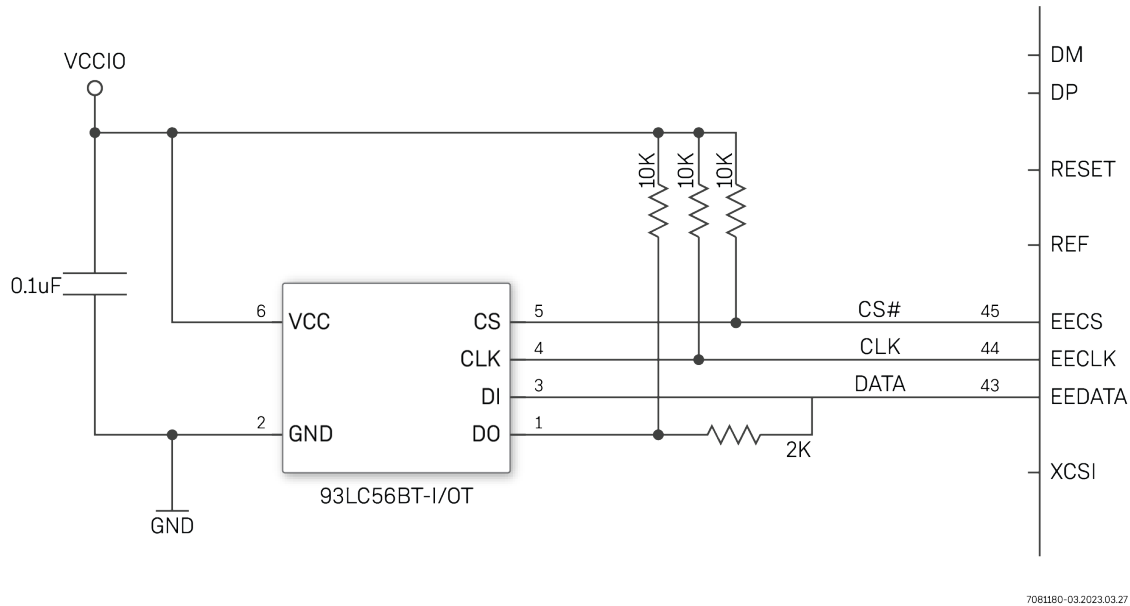 VCCIO
DM
DP
10K
10K
10K
RESET
REF
0.1uF
6
VCC
CS
5
CS#
45
EECS
CLK
4
CLK
44
EECLK
DI
3
DATA
43
EEDATA
2
GND
DO
1
2K
XCSI
93LC56BT-I/OT
GND
7081180-03.2023.03.27